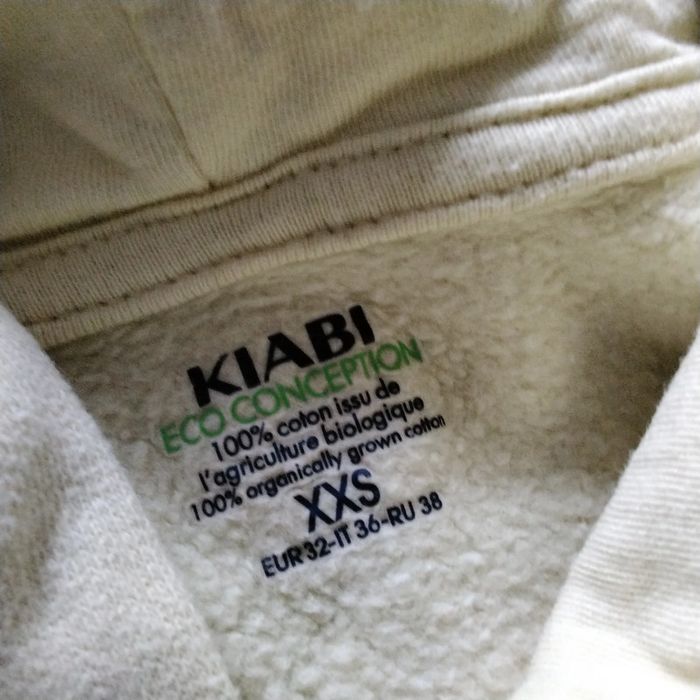 KIABI
ECO CONCEPTION
100% coton issu de
l'agriculture biologique
100% organically grown cotton
XXS
EUR 32-IT 36-RU 38